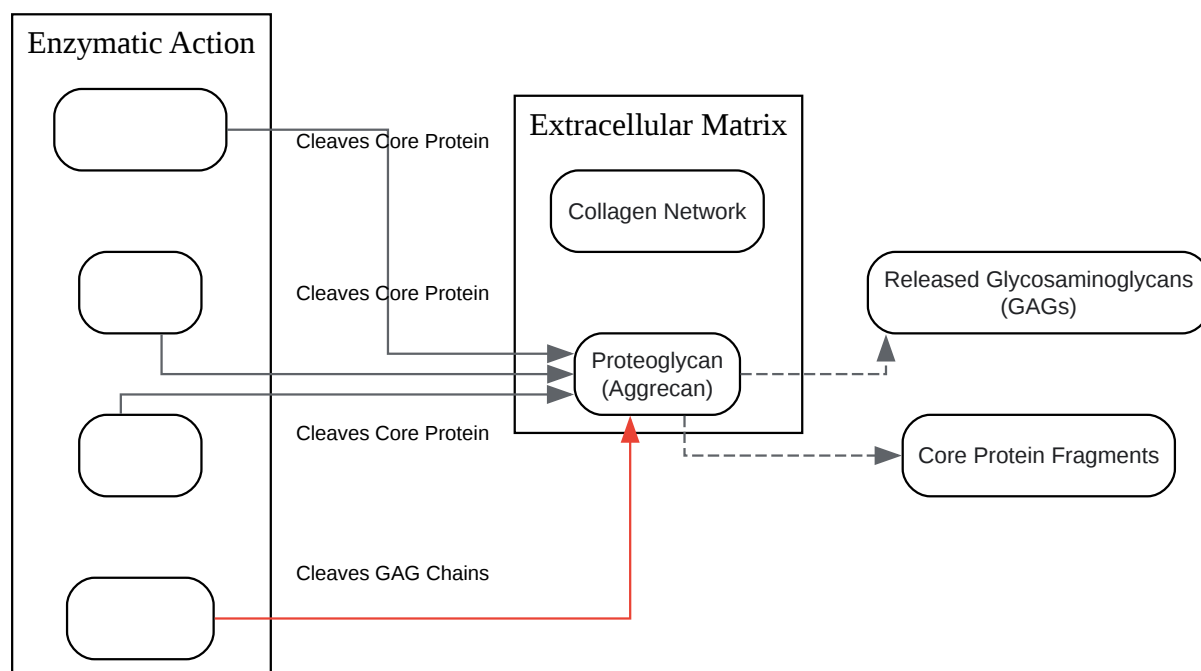 Enzymatic Action
Cleaves Core Protein
Cleaves Core Protein
Cleaves Core Protein
Cleaves GAG Chains
Extracellular Matrix
Collagen Network
Proteoglycan
(Aggrecan)
Released Glycosaminoglycans
(GAGs)
Core Protein Fragments